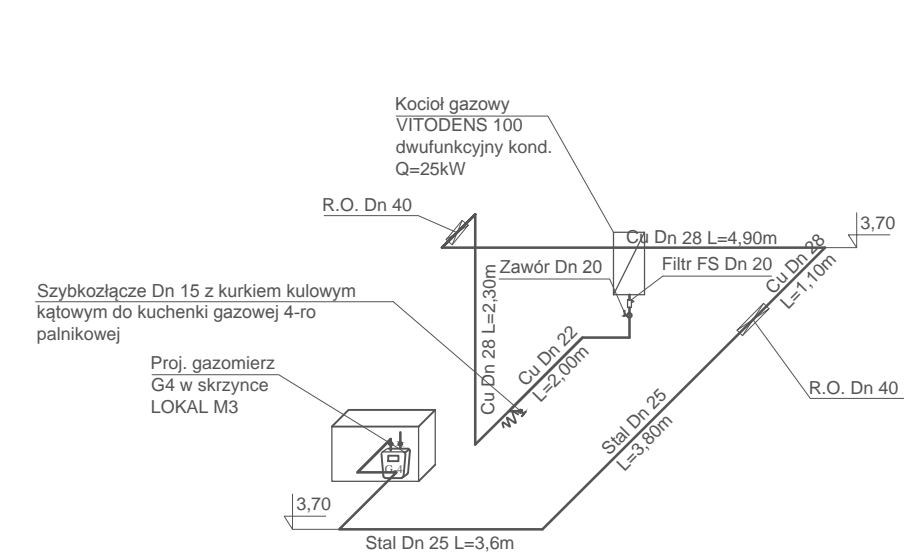 Kocioł gazowy
VITODENS 100
dwufunkcyjny kond.
Q=25kW
R.O. Dn 40
3,70
Cu Dn 28 L=4,90m
Zawór Dn 20
Filtr FS Dn 20
Cu Dn 28
L=1,10m
Szybkozłącze Dn 15 z kurkiem kulowym
kątowym do kuchenki gazowej 4-ro
palnikowej
Cu Dn 28 L=2,30m
Cu Dn 22
L=2,00m
Proj. gazomierz
G4 w skrzynce
LOKAL M3
R.O. Dn 40
Stal Dn 25
L=3,80m
G-4
3,70
Stal Dn 25 L=3,6m